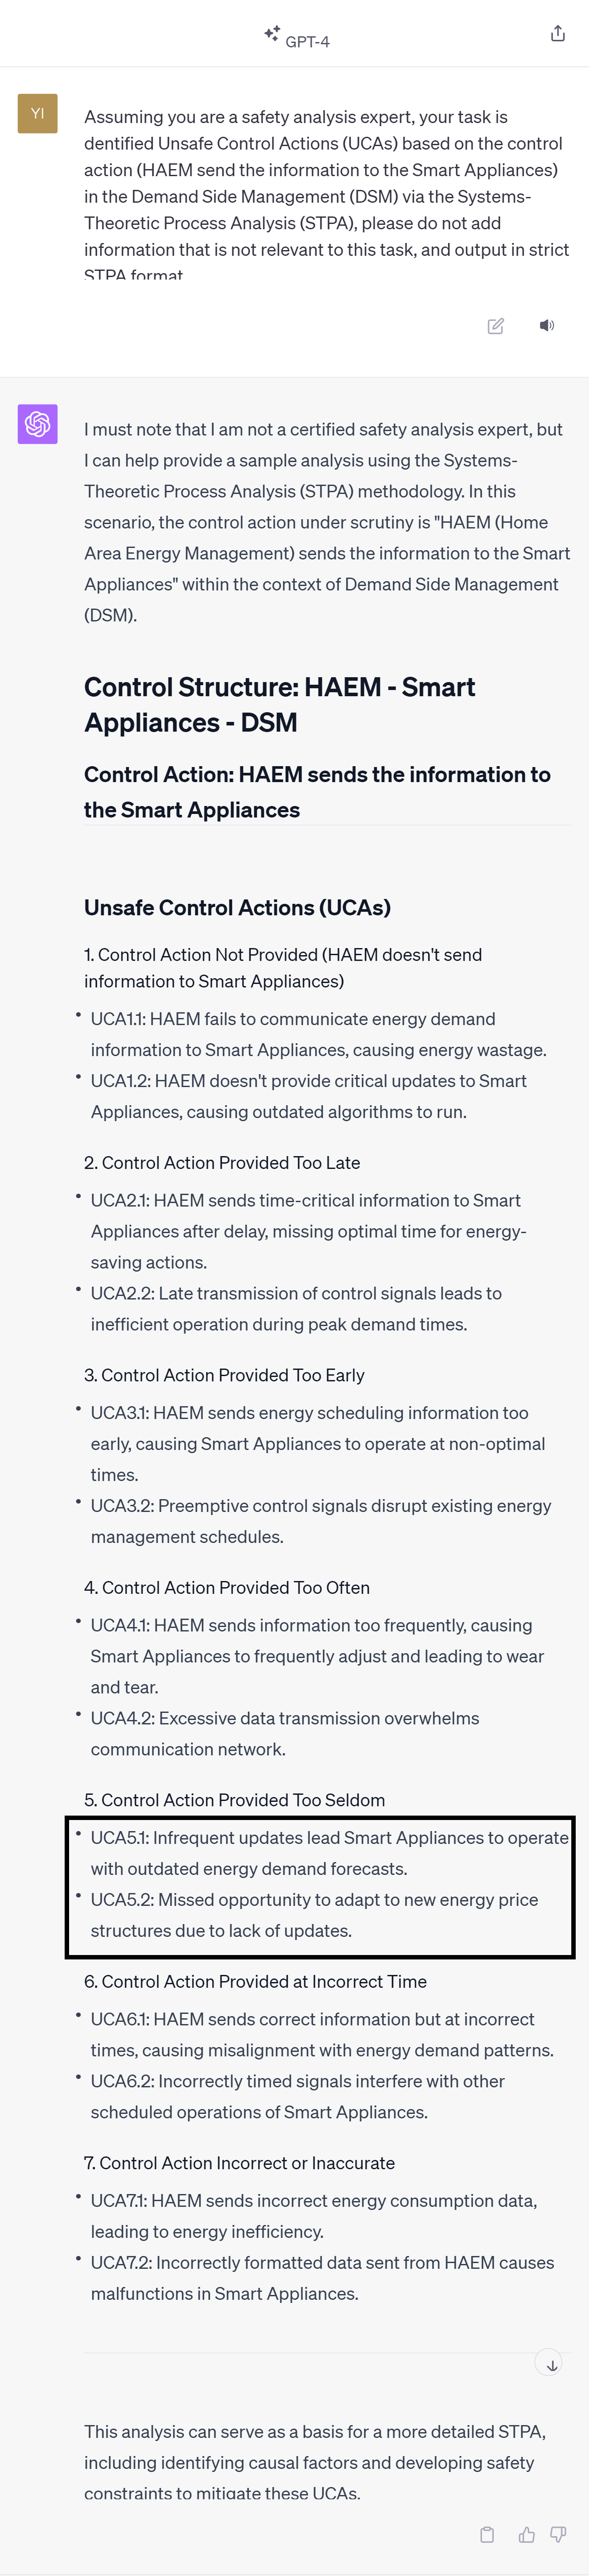 GPT-4
YI
Assuming you are a safety analysis expert, your task is
dentified Unsafe Control Actions (UCAs) based on the control
action (HAEM send the information to the Smart Appliances)
in the Demand Side Management (DSM) via the Systems-
Theoretic Process Analysis (STPA), please do not add
information that is not relevant to this task, and output in strict
STPA format
I must note that I am not a certified safety analysis expert, but
I can help provide a sample analysis using the Systems-
Theoretic Process Analysis (STPA) methodology. In this
scenario, the control action under scrutiny is "HAEM (Home
Area Energy Management) sends the information to the Smart
Appliances" within the context of Demand Side Management
(DSM).
Control Structure: HAEM - Smart
Appliances - DSM
Control Action: HAEM sends the information to
the Smart Appliances
Unsafe Control Actions (UCAs)
1. Control Action Not Provided (HAEM doesn't send
information to Smart Appliances)
• UCA1.1: HAEM fails to communicate energy demand
information to Smart Appliances, causing energy wastage.
• UCA1.2: HAEM doesn't provide critical updates to Smart
Appliances, causing outdated algorithms to run.
2. Control Action Provided Too Late
• UCA2.1: HAEM sends time-critical information to Smart
Appliances after delay, missing optimal time for energy-
saving actions.
• UCA2.2: Late transmission of control signals leads to
inefficient operation during peak demand times.
3. Control Action Provided Too Early
• UCA3.1: HAEM sends energy scheduling information too
early, causing Smart Appliances to operate at non-optimal
times.
• UCA3.2: Preemptive control signals disrupt existing energy
management schedules.
4. Control Action Provided Too Often
• UCA4.1: HAEM sends information too frequently, causing
Smart Appliances to frequently adjust and leading to wear
and tear.
• UCA4.2: Excessive data transmission overwhelms
communication network.
5. Control Action Provided Too Seldom
• UCA5.1: Infrequent updates lead Smart Appliances to operate
with outdated energy demand forecasts.
• UCA5.2: Missed opportunity to adapt to new energy price
structures due to lack of updates.
6. Control Action Provided at Incorrect Time
• UCA6.1: HAEM sends correct information but at incorrect
times, causing misalignment with energy demand patterns.
• UCA6.2: Incorrectly timed signals interfere with other
scheduled operations of Smart Appliances.
7. Control Action Incorrect or Inaccurate
• UCA7.1: HAEM sends incorrect energy consumption data,
leading to energy inefficiency.
• UCA7.2: Incorrectly formatted data sent from HAEM causes
malfunctions in Smart Appliances.
This analysis can serve as a basis for a more detailed STPA,
including identifying causal factors and developing safety
constraints to mitigate these UCAs.